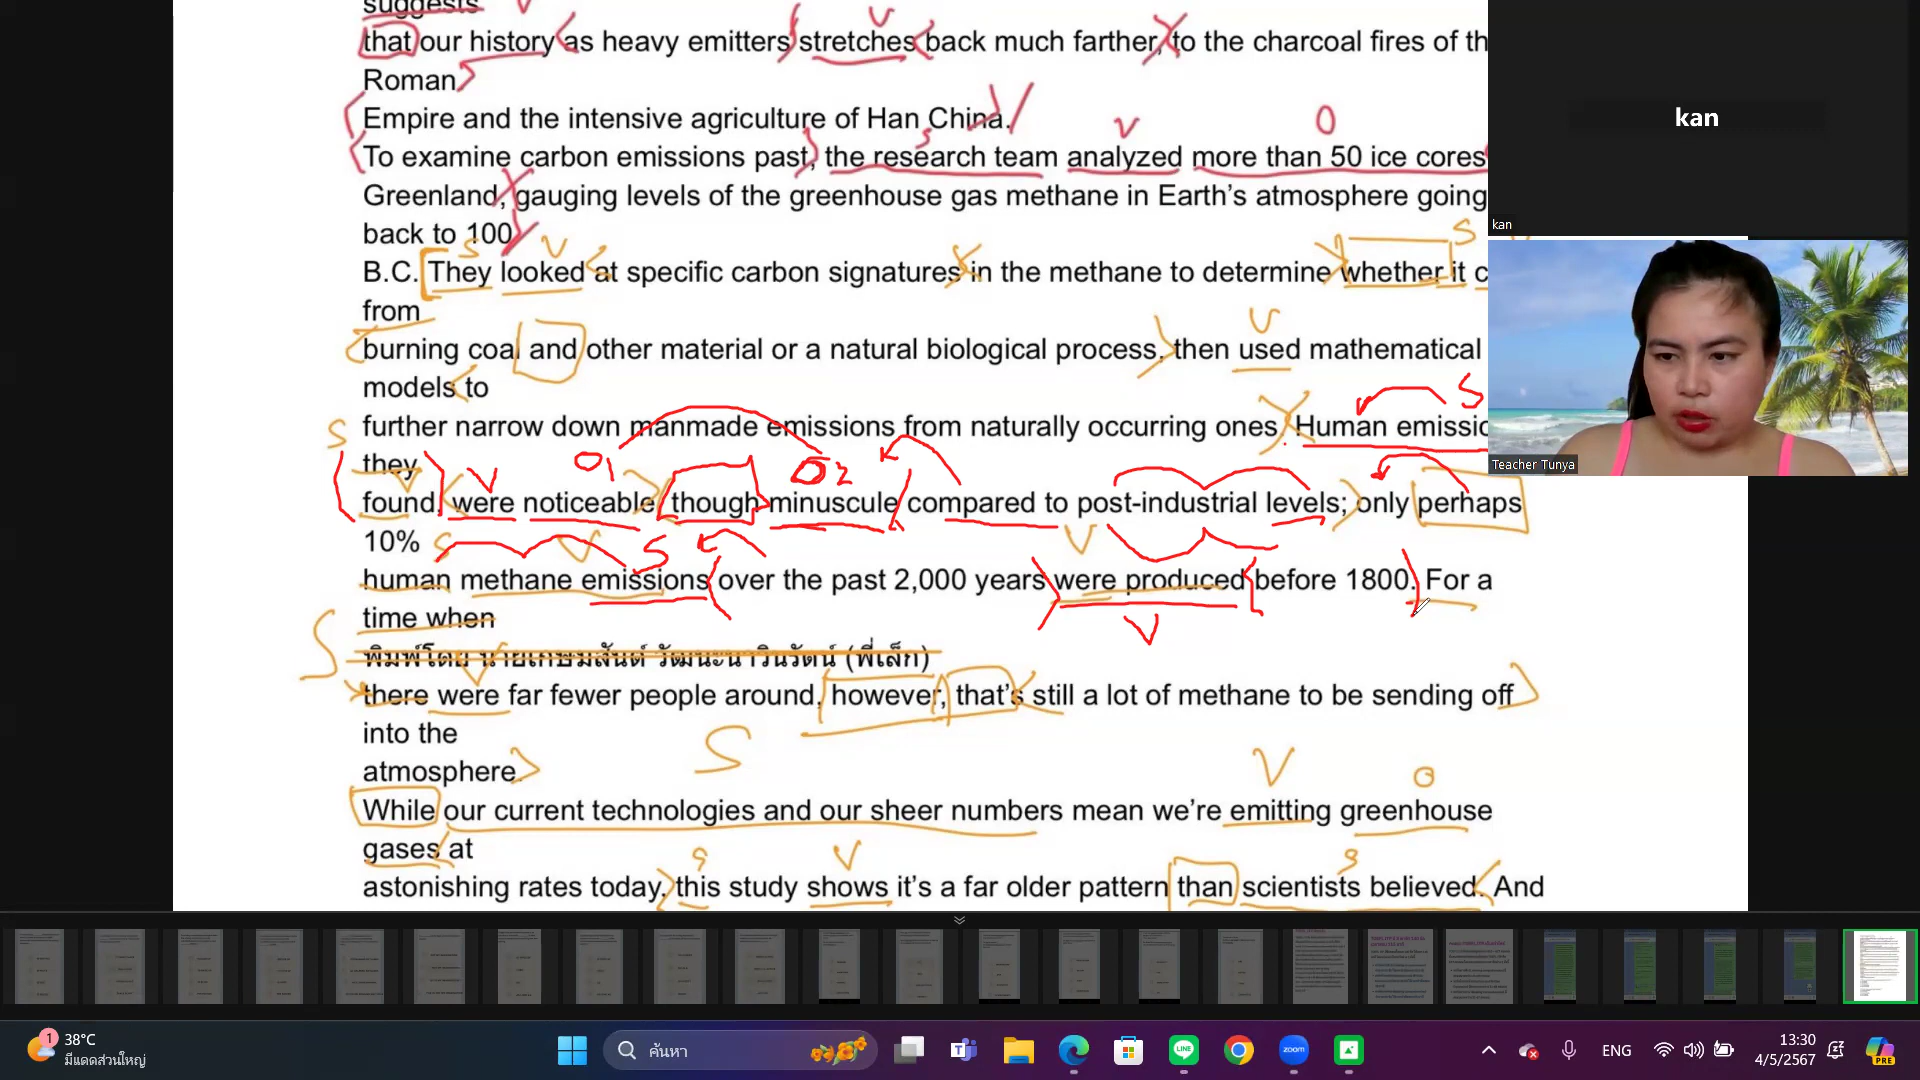 suggests
that our history as heavy emitters stretches back much farther, to the charcoal fires of th
Roman
Empire and the intensive agriculture of Han China.
To examine carbon emissions past, the research team analyzed more than 50 ice cores
Greenland, gauging levels of the greenhouse gas methane in Earth's atmosphere going
back to 100
B.C. They looked at specific carbon signatures in the methane to determine whether it c
from
burning coal and other material or a natural biological process, then used mathematical
models to
further narrow down manmade emissions from naturally occurring ones. Human emissio
they
found, were noticeable though minuscule compared to post-industrial levels; only perhaps
10%
human methane emissions over the past 2,000 years were produced before 1800. For a
time when
พิมพ์โดย นายเกษมสันต์ วัฒนะนาวินรัตน์ (พี่เล็ก)
there were far fewer people around, however, that's still a lot of methane to be sending off
into the
atmosphere.
While our current technologies and our sheer numbers mean we're emitting greenhouse
gases at
astonishing rates today, this study shows it's a far older pattern than scientists believed. And
kan
kan
Teacher Tunya
S
V
O
S
V
O1
O2
1
38°C
มีแดดส่วนใหญ่
ค้นหา
LINE
zoom
ENG
13:30
4/5/2567
PRE